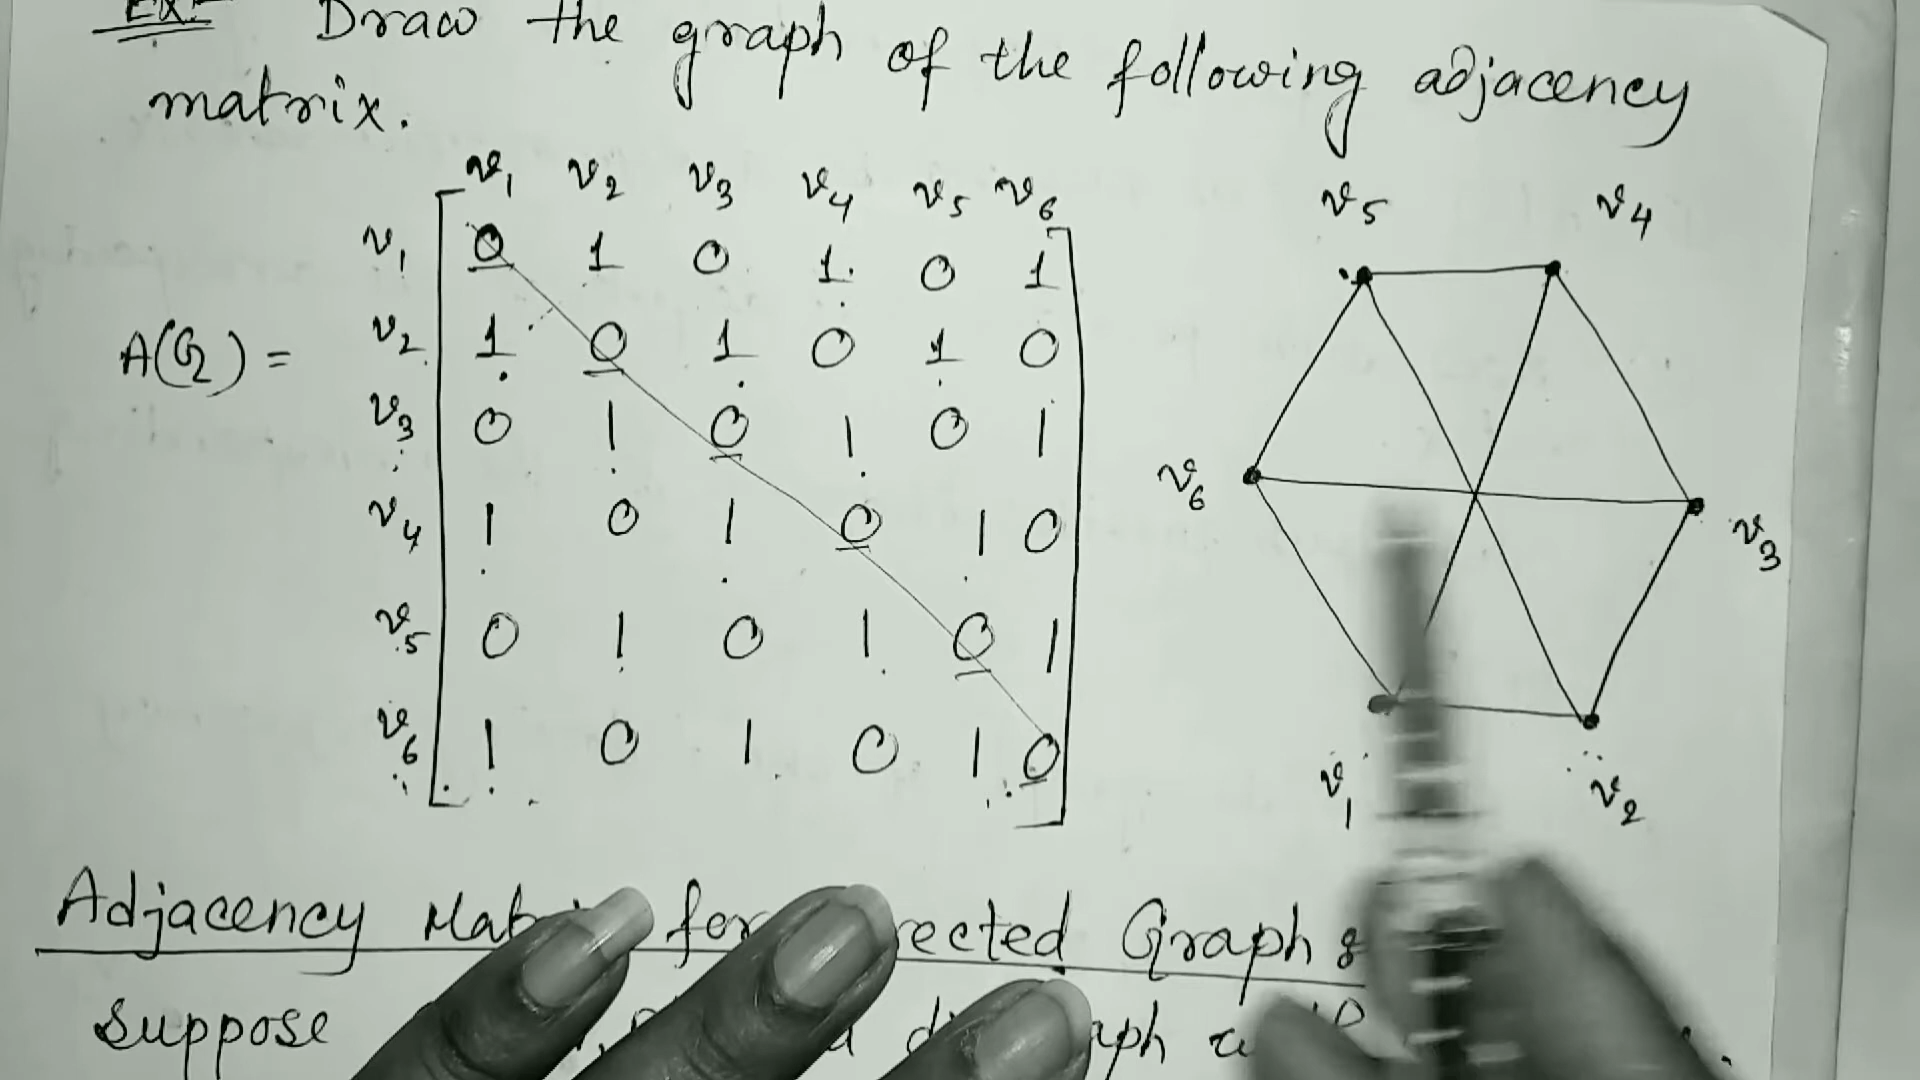 Ex:- Draw the graph of the following adjacency
matrix.
v1 v2 v3 v4 v5 v6
v1 0 1 0 1 0 1
A(G2) = v2 1 0 1 0 1 0
v3 0 1 0 1 0 1
v4 1 0 1 0 1 0
v5 0 1 0 1 0 1
v6 1 0 1 0 1 0
v5 v4
v6 v3
v1 v2
Adjacency for Graph
Suppose